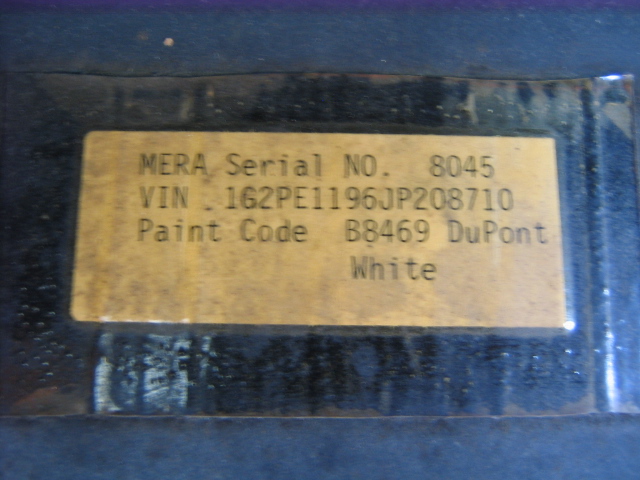 MERA Serial NO. 8045
VIN . 1G2PE1196JP208710
Paint Code B8469 DuPont
White